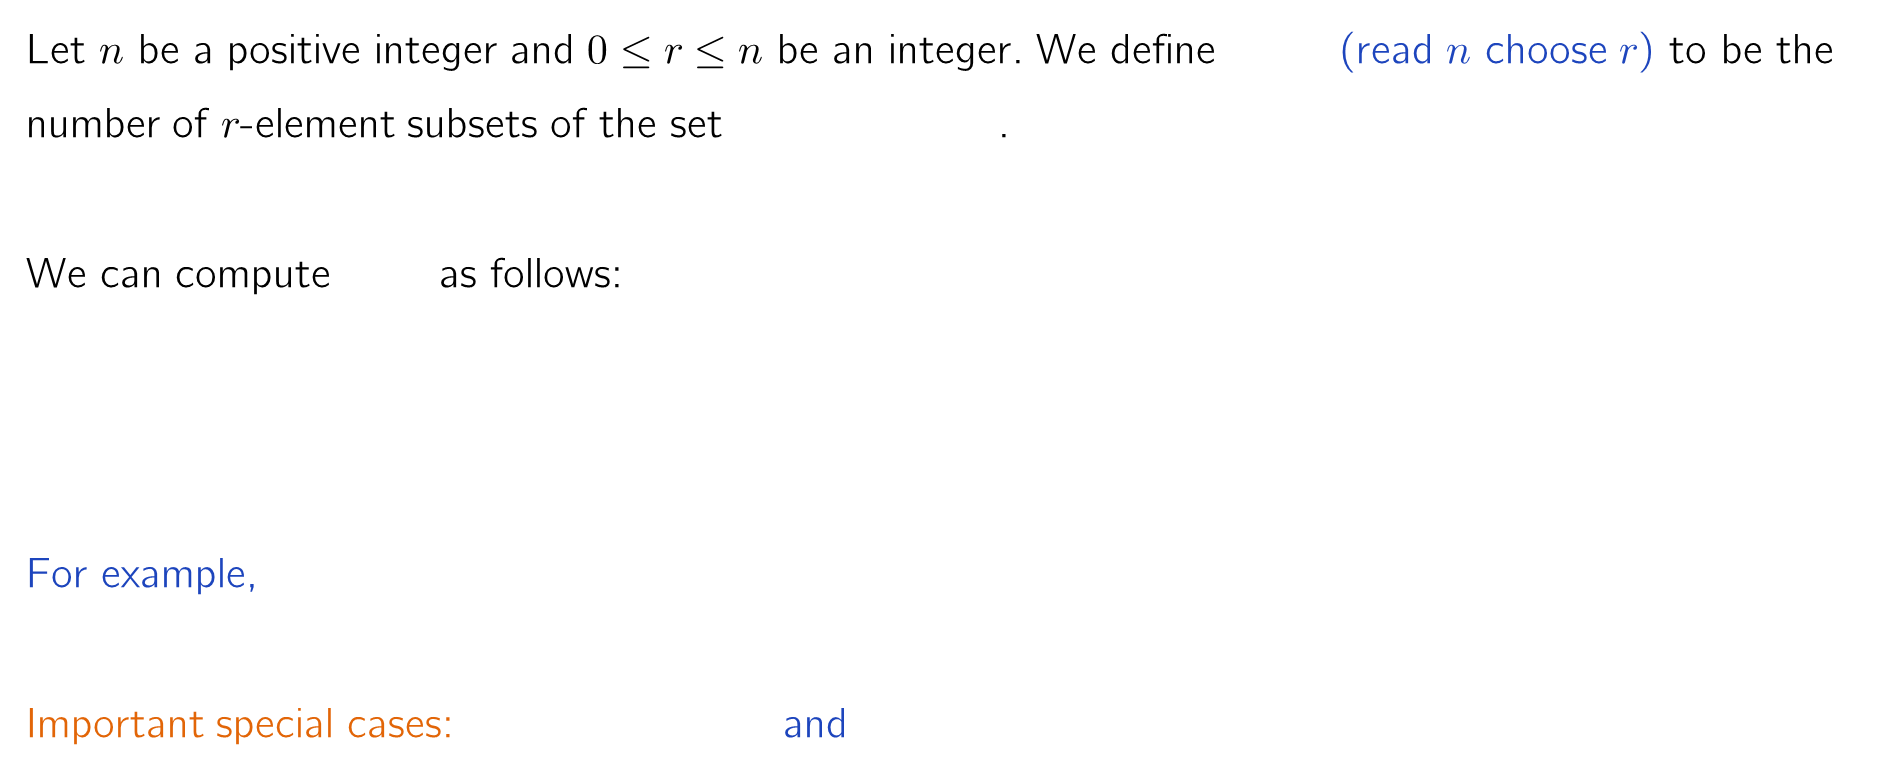 Let n be a positive integer and 0 ≤ r ≤ n be an integer. We define (read n choose r) to be the
number of r-element subsets of the set .
We can compute as follows:
For example,
Important special cases: and